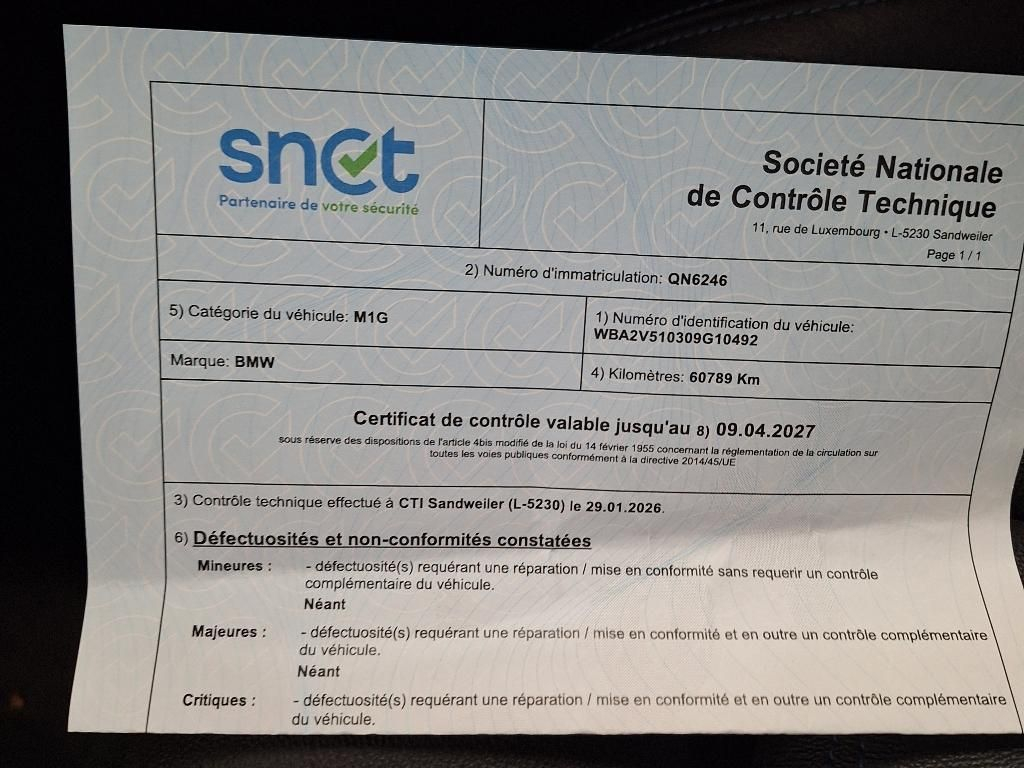 snct
Partenaire de votre sécurité
Societé Nationale
de Contrôle Technique
11, rue de Luxembourg • L-5230 Sandweiler
Page 1 / 1
2) Numéro d'immatriculation: QN6246
5) Catégorie du véhicule: M1G
1) Numéro d'identification du véhicule:
WBA2V510309G10492
Marque: BMW
4) Kilomètres: 60789 Km
Certificat de contrôle valable jusqu'au 8) 09.04.2027
sous réserve des dispositions de l'article 4bis modifié de la loi du 14 février 1955 concernant la réglementation de la circulation sur
toutes les voies publiques conformément à la directive 2014/45/UE
3) Contrôle technique effectué à CTI Sandweiler (L-5230) le 29.01.2026.
6) Défectuosités et non-conformités constatées
Mineures : - défectuosité(s) requérant une réparation / mise en conformité sans requerir un contrôle
complémentaire du véhicule.
Néant
Majeures : - défectuosité(s) requérant une réparation / mise en conformité et en outre un contrôle complémentaire
du véhicule.
Néant
Critiques : - défectuosité(s) requérant une réparation / mise en conformité et en outre un contrôle complémentaire
du véhicule.